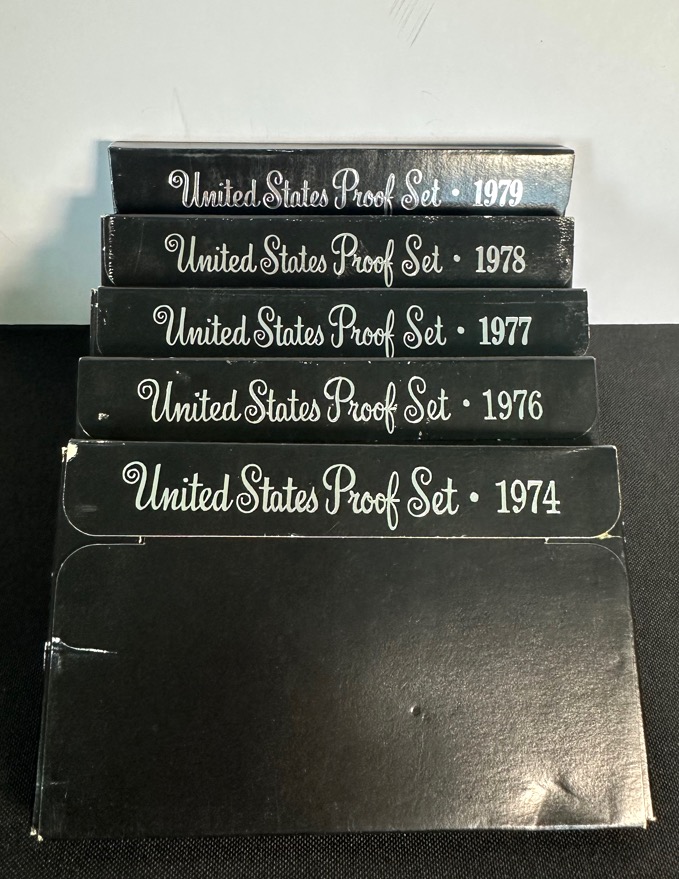 United States Proof Set • 1979
United States Proof Set • 1978
United States Proof Set • 1977
United States Proof Set • 1976
United States Proof Set • 1974